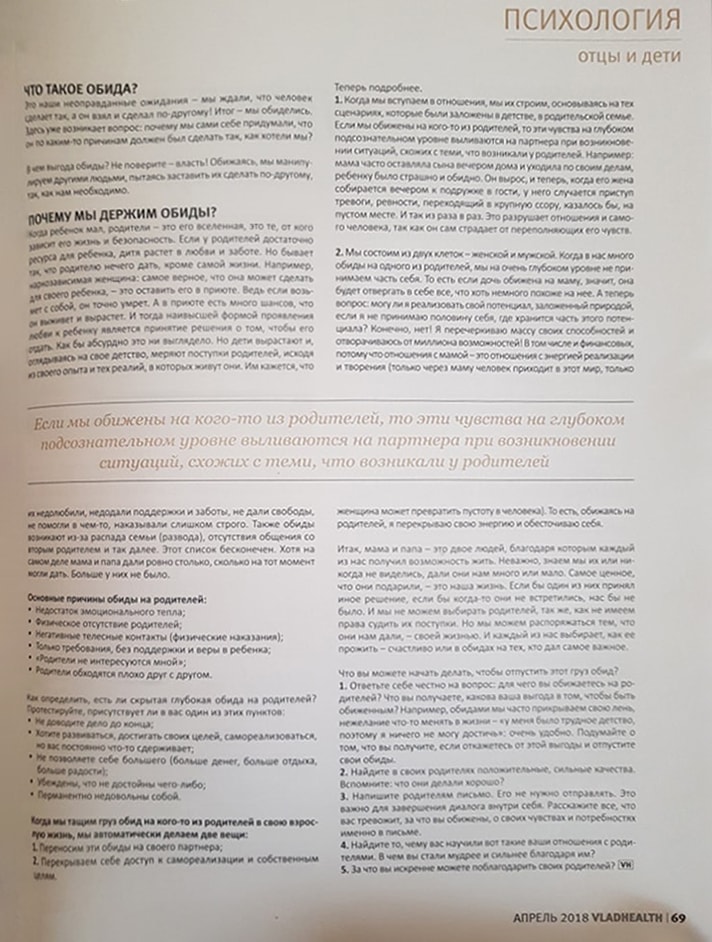 ПСИХОЛОГИЯ
отцы и дети
ЧТО ТАКОЕ ОБИДА?
Это наши неоправданные ожидания – мы ждали, что человек
сделает так, а он взял и сделал по-другому! Итог – мы обиделись.
Здесь уже возникает вопрос: почему мы сами себе придумали, что
он по каким-то причинам должен был сделать так, как хотели мы?
В чем выгода обиды? Не поверите – власть! Обижаясь, мы манипу-
лируем другими людьми, пытаясь заставить их сделать по-другому,
так, как нам необходимо.
ПОЧЕМУ МЫ ДЕРЖИМ ОБИДЫ?
Когда ребенок мал, родители – это его вселенная, это те, от кого
зависит его жизнь и безопасность. Если у родителей достаточно
ресурса для ребенка, дитя растет в любви и заботе. Но бывает
так, что родителю нечего дать, кроме самой жизни. Например,
наркозависимая женщина: самое верное, что она может сделать
для своего ребенка, – это оставить его в приюте. Ведь если возь-
мет с собой, он точно умрет. А в приюте есть много шансов, что
он выживет и вырастет. И тогда наивысшей формой проявления
любви к ребенку является принятие решения о том, чтобы его
отдать. Как бы абсурдно это ни выглядело. Но дети вырастают и,
оглядываясь на свое детство, меряют поступки родителей, исходя
из своего опыта и тех реалий, в которых живут они. Им кажется, что
Теперь подробнее.
1. Когда мы вступаем в отношения, мы их строим, основываясь на тех
сценариях, которые были заложены в детстве, в родительской семье.
Если мы обижены на кого-то из родителей, то эти чувства на глубоком
подсознательном уровне выливаются на партнера при возникнове-
нии ситуаций, схожих с теми, что возникали у родителей. Например:
мама часто оставляла сына вечером дома и уходила по своим делам,
ребенку было страшно и обидно. Он вырос, и теперь, когда его жена
собирается вечером к подружке в гости, у него случается приступ
тревоги, ревности, переходящий в крупную ссору, казалось бы, на
пустом месте. И так из раза в раз. Это разрушает отношения и само-
го человека, так как он сам страдает от переполняющих его чувств.
2. Мы состоим из двух клеток – женской и мужской. Когда в нас много
обиды на одного из родителей, мы на очень глубоком уровне не при-
нимаем часть себя. То есть если дочь обижена на маму, значит, она
будет отвергать в себе все, что хоть немного похоже на нее. А теперь
вопрос: могу ли я реализовать свой потенциал, заложенный природой,
если я не принимаю половину себя, где хранится часть этого потен-
циала? Конечно, нет! Я перечеркиваю массу своих способностей и
отворачиваюсь от миллиона возможностей! В том числе и финансовых,
потому что отношения с мамой – это отношения с энергией реализации
и творения (только через маму человек приходит в этот мир, только
Если мы обижены на кого-то из родителей, то эти чувства на глубоком
подсознательном уровне выливаются на партнера при возникновении
ситуаций, схожих с теми, что возникали у родителей
их недолюбили, недодали поддержки и заботы, не дали свободы,
не помогли в чем-то, наказывали слишком строго. Также обиды
возникают из-за распада семьи (развода), отсутствия общения со
вторым родителем и так далее. Этот список бесконечен. Хотя на
самом деле мама и папа дали ровно столько, сколько на тот момент
могли дать. Больше у них не было.
Основные причины обиды на родителей:
• Недостаток эмоционального тепла;
• Физическое отсутствие родителей;
• Негативные телесные контакты (физические наказания);
• Только требования, без поддержки и веры в ребенка;
• «Родители не интересуются мной»;
• Родители обходятся плохо друг с другом.
Как определить, есть ли скрытая глубокая обида на родителей?
Протестируйте, присутствует ли в вас один из этих пунктов:
• Не доводите дело до конца;
• Хотите развиваться, достигать своих целей, самореализоваться,
но вас постоянно что-то сдерживает;
• Не позволяете себе большего (больше денег, больше отдыха,
больше радости);
• Убеждены, что не достойны чего-либо;
• Перманентно недовольны собой.
Когда мы тащим груз обид на кого-то из родителей в свою взрос-
лую жизнь, мы автоматически делаем две вещи:
1. Переносим эти обиды на своего партнера;
2. Перекрываем себе доступ к самореализации и собственным
целям.
женщина может превратить пустоту в человека). То есть, обижаясь на
родителей, я перекрываю свою энергию и обесточиваю себя.
Итак, мама и папа – это двое людей, благодаря которым каждый
из нас получил возможность жить. Неважно, знаем мы их или ни-
когда не виделись, дали они нам много или мало. Самое ценное,
что они подарили, – это наша жизнь. Если бы один из них принял
иное решение, если бы когда-то они не встретились, нас бы не
было. И мы не можем выбирать родителей, так же, как не имеем
права судить их поступки. Но мы можем распоряжаться тем, что
они нам дали, – своей жизнью. И каждый из нас выбирает, как ее
прожить – счастливо или в обидах на тех, кто дал самое важное.
Что вы можете начать делать, чтобы отпустить этот груз обид?
1. Ответьте себе честно на вопрос: для чего вы обижаетесь на ро-
дителей? Что вы получаете, какова ваша выгода в том, чтобы быть
обиженным? Например, обидами мы часто прикрываем свою лень,
нежелание что-то менять в жизни – «у меня было трудное детство,
поэтому я ничего не могу достичь»: очень удобно. Подумайте о
том, что вы получите, если откажетесь от этой выгоды и отпустите
свои обиды.
2. Найдите в своих родителях положительные, сильные качества.
Вспомните: что они делали хорошо?
3. Напишите родителям письмо. Его не нужно отправлять. Это
важно для завершения диалога внутри себя. Расскажите все, что
вас тревожит, за что вы обижены, о своих чувствах и потребностях
именно в письме.
4. Найдите то, чему вас научили вот такие ваши отношения с роди-
телями. В чем вы стали мудрее и сильнее благодаря им?
5. За что вы искренне можете поблагодарить своих родителей? VH
АПРЕЛЬ 2018 VLADHEALTH | 69